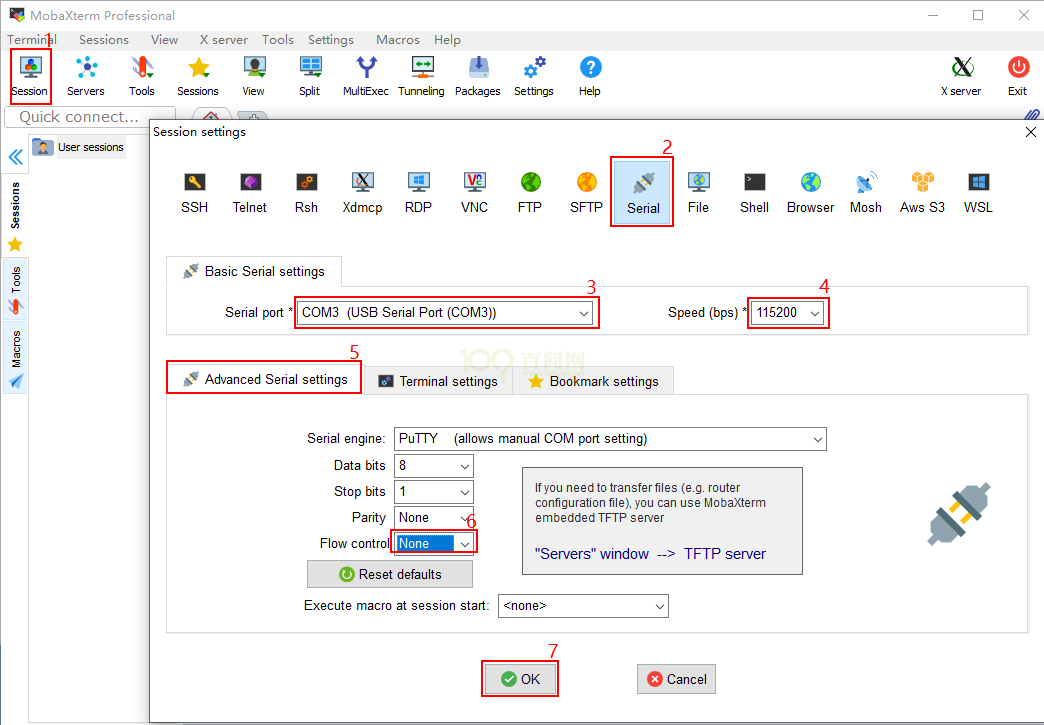 MobaXterm Professional
Terminal Sessions View X server Tools Settings Macros Help
1
Session Servers Tools Sessions View Split MultiExec Tunneling Packages Settings Help X server Exit
Quick connect...
User sessions
Sessions
Tools
Macros
Session settings
2
SSH Telnet Rsh Xdmcp RDP VNC FTP SFTP Serial File Shell Browser Mosh Aws S3 WSL
Basic Serial settings
3
4
Serial port * COM3 (USB Serial Port (COM3)) Speed (bps) * 115200
109 百问网
5
Advanced Serial settings Terminal settings Bookmark settings
Serial engine: PuTTY (allows manual COM port setting)
Data bits 8
Stop bits 1
Parity None
6
Flow control None
If you need to transfer files (e.g. router
configuration file), you can use MobaXterm
embedded TFTP server
"Servers" window --> TFTP server
Reset defaults
Execute macro at session start: <none>
7
OK Cancel